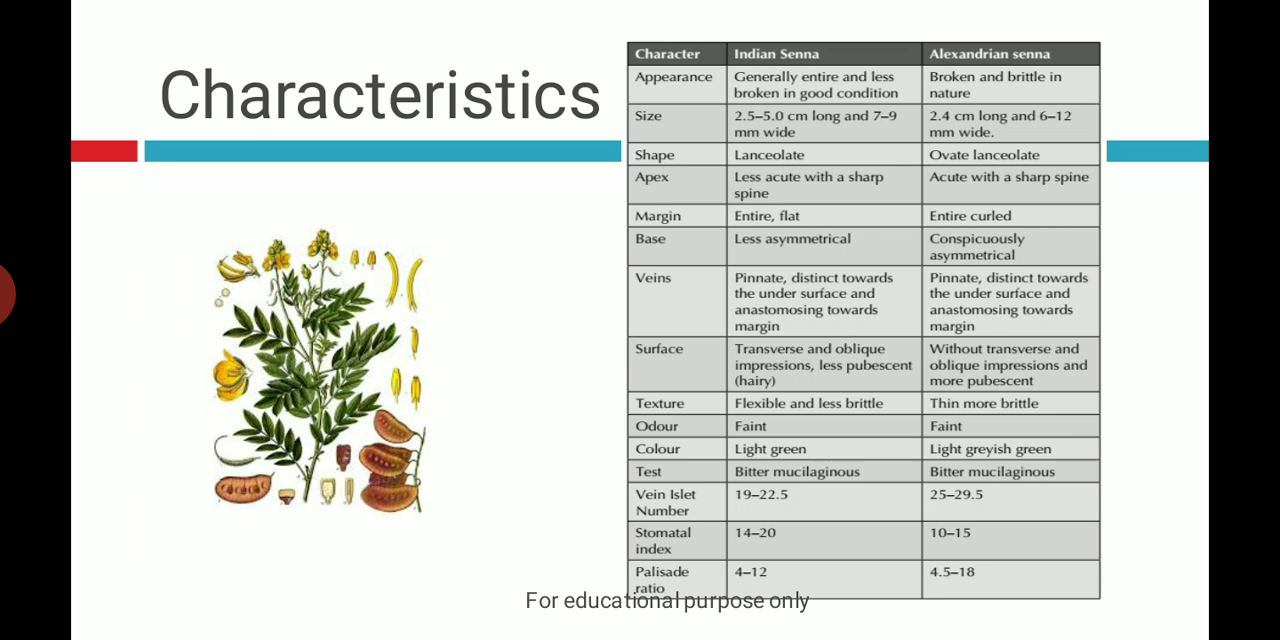 Characteristics
Character Indian Senna Alexandrian senna
Appearance Generally entire and less Broken and brittle in
broken in good condition nature
Size 2.5–5.0 cm long and 7–9 2.4 cm long and 6–12
mm wide mm wide.
Shape Lanceolate Ovate lanceolate
Apex Less acute with a sharp Acute with a sharp spine
spine
Margin Entire, flat Entire curled
Base Less asymmetrical Conspicuously
asymmetrical
Veins Pinnate, distinct towards Pinnate, distinct towards
the under surface and the under surface and
anastomosing towards anastomosing towards
margin margin
Surface Transverse and oblique Without transverse and
impressions, less pubescent oblique impressions and
(hairy) more pubescent
Texture Flexible and less brittle Thin more brittle
Odour Faint Faint
Colour Light green Light greyish green
Test Bitter mucilaginous Bitter mucilaginous
Vein Islet 19–22.5 25–29.5
Number
Stomatal 14–20 10–15
index
Palisade 4–12 4.5–18
ratio
For educational purpose only